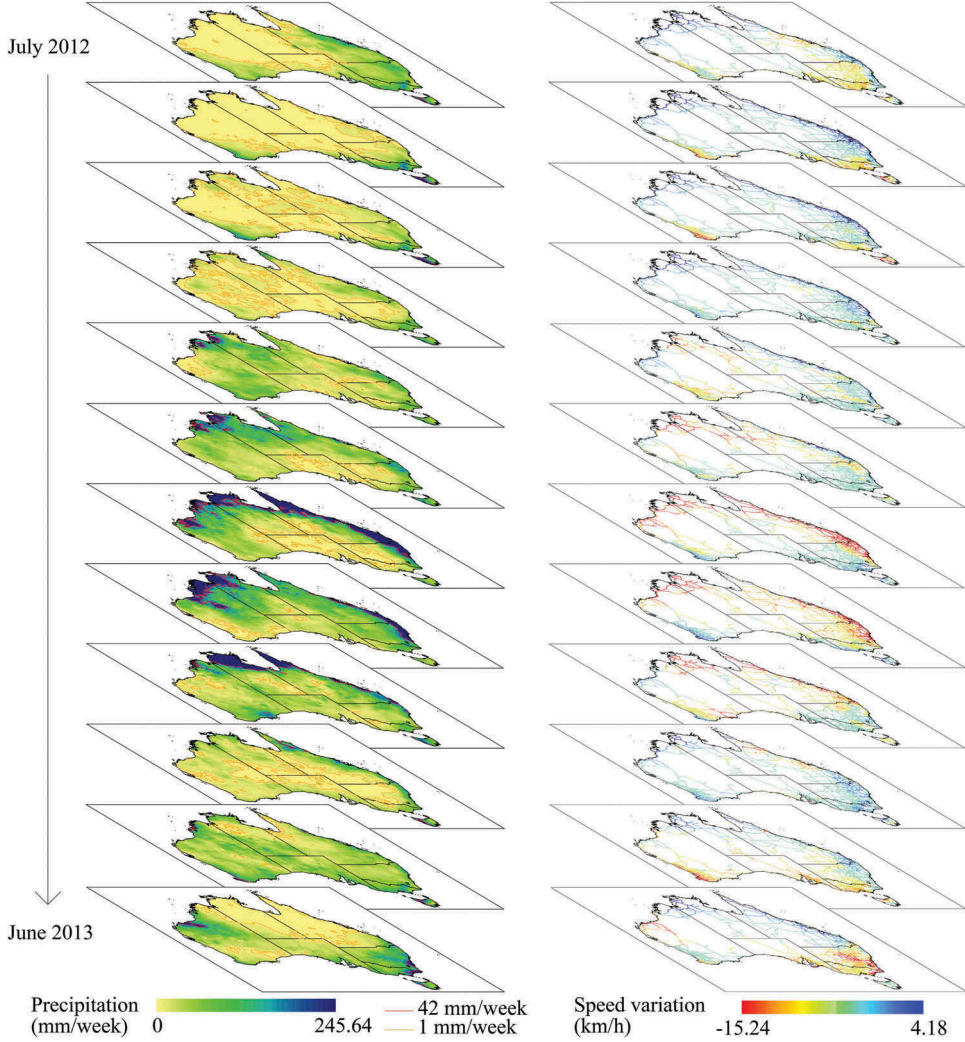 July 2012
June 2013
Precipitation
(mm/week)
0
245.64
42 mm/week
1 mm/week
Speed variation
(km/h)
-15.24
4.18